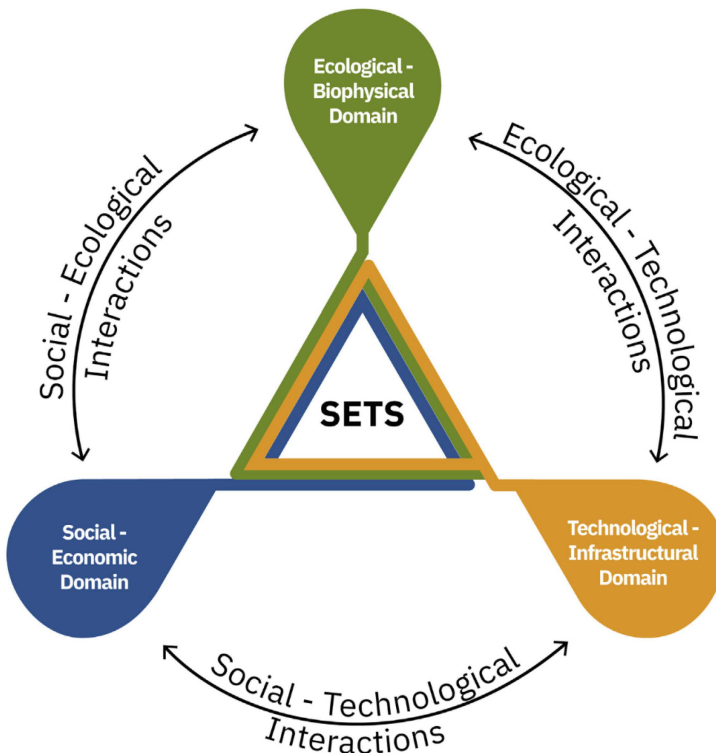 Ecological -
Biophysical
Domain
Social - Ecological
Interactions
Ecological - Technological
Interactions
SETS
Social -
Economic
Domain
Technological -
Infrastructural
Domain
Social - Technological
Interactions